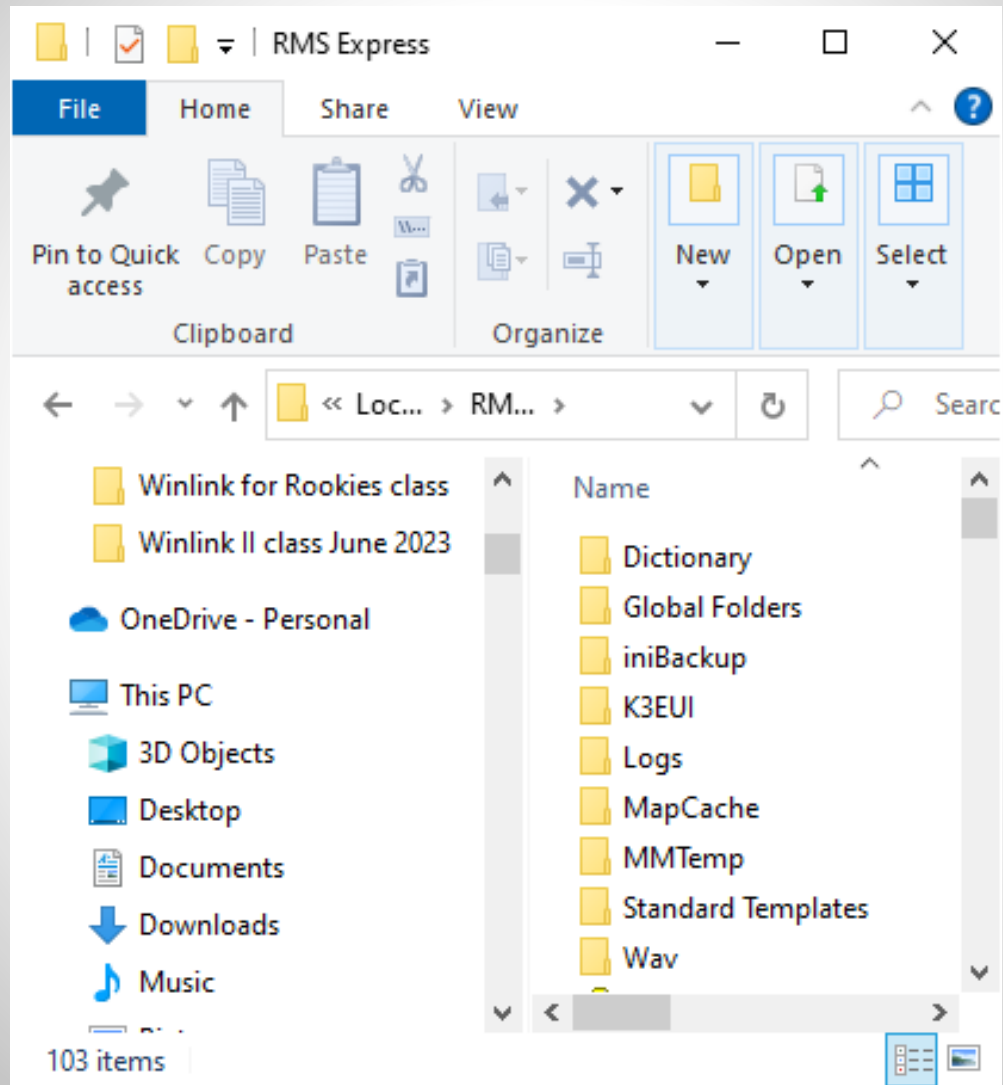 RMS Express
File Home Share View
Pin to Quick access
Copy
Paste
New
Open
Select
Clipboard
Organize
« Loc... > RM... >
Searc
Winlink for Rookies class
Winlink II class June 2023
OneDrive - Personal
This PC
3D Objects
Desktop
Documents
Downloads
Music
Name
Dictionary
Global Folders
iniBackup
K3EUI
Logs
MapCache
MMTemp
Standard Templates
Wav
103 items